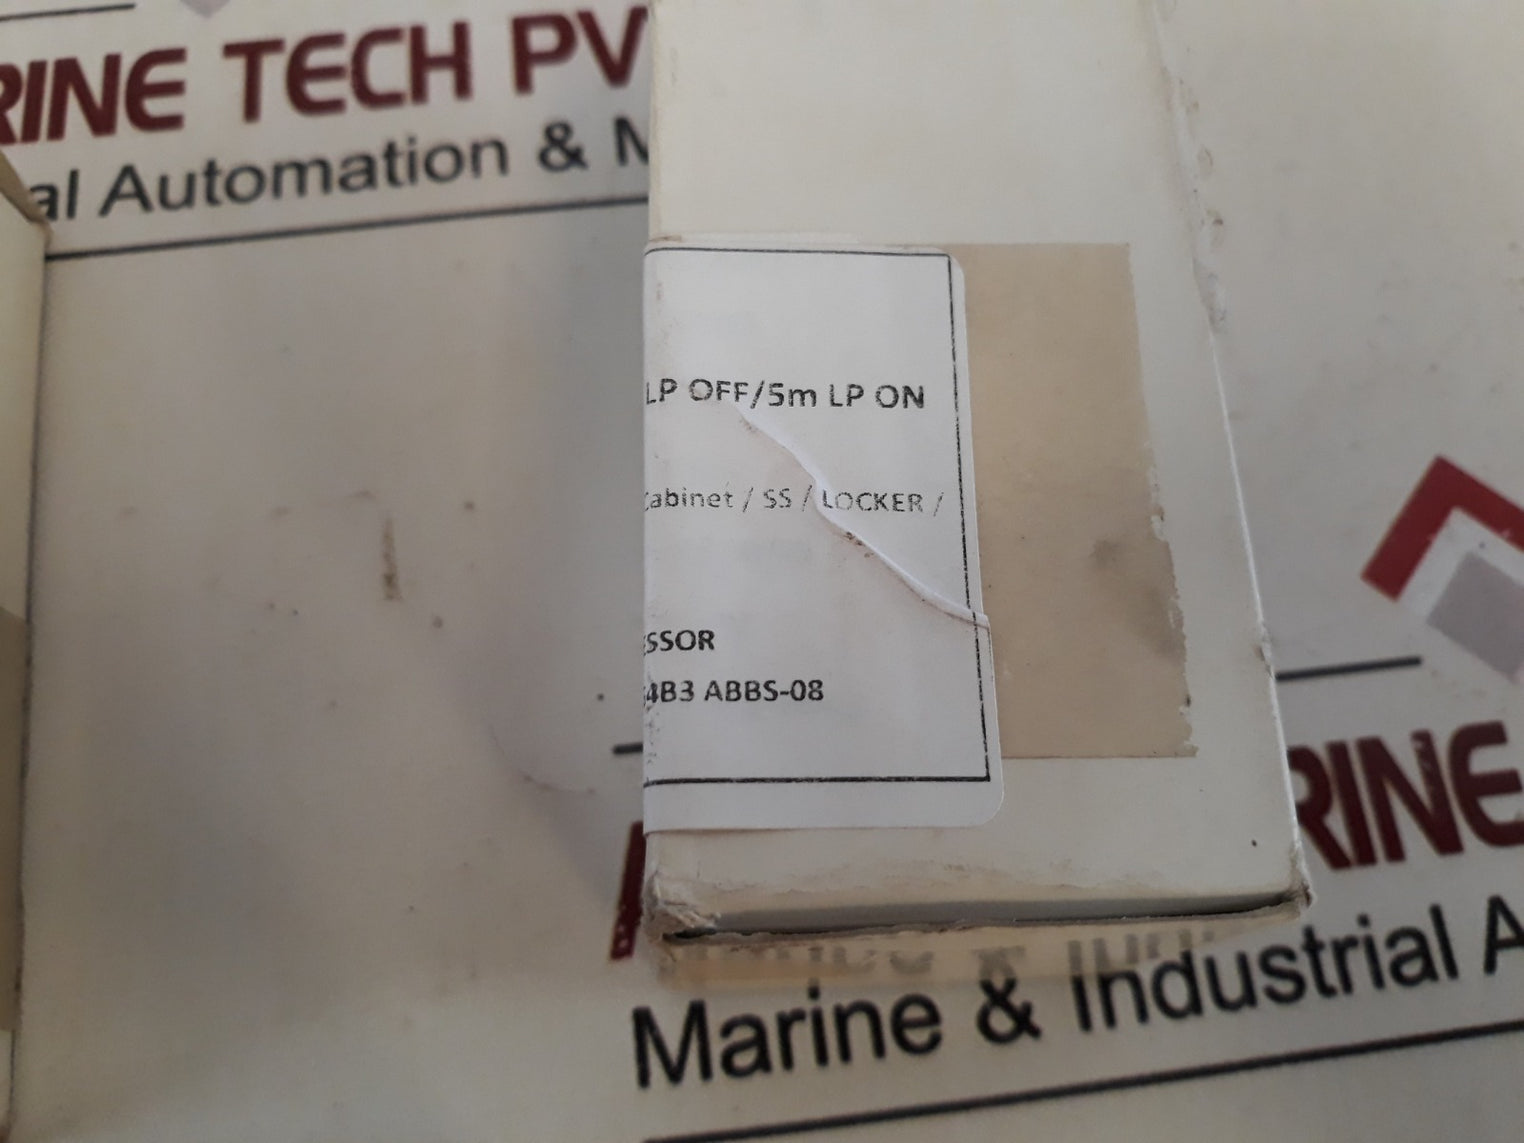 RINE TECH PV
al Automation & M
LP OFF/5m LP ON
cabinet / SS / LOCKER /
SSOR
4B3 ABBS-08
RINE
Marine & Industrial A